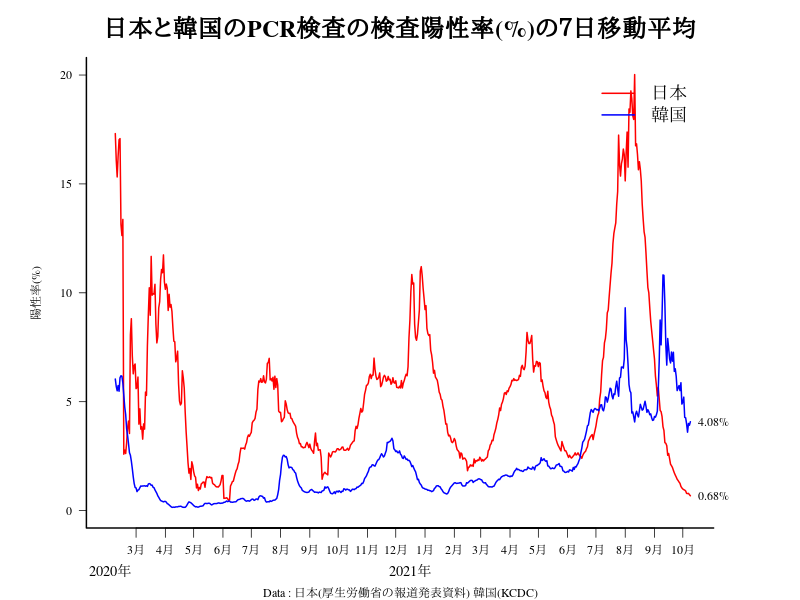 日本と韓国のPCR検査の検査陽性率(%)の7日移動平均
日本
韓国
陽性率(%)
20
15
10
5
0
4.08%
0.68%
3月 4月 5月 6月 7月 8月 9月 10月 11月 12月 1月 2月 3月 4月 5月 6月 7月 8月 9月 10月
2020年 2021年
Data : 日本(厚生労働省の報道発表資料) 韓国(KCDC)